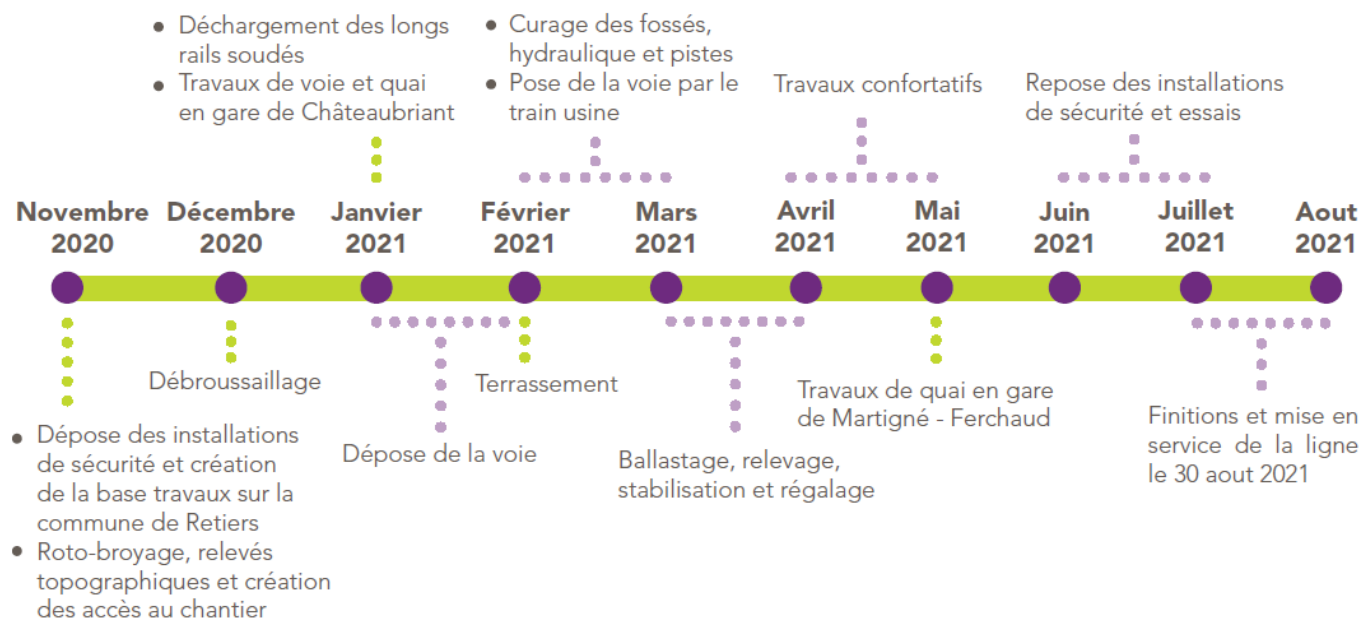 • Déchargement des longs
rails soudés
• Travaux de voie et quai
en gare de Châteaubriant
• Curage des fossés,
hydraulique et pistes
• Pose de la voie par le
train usine
Travaux confortatifs
Repose des installations
de sécurité et essais
Novembre
2020
Décembre
2020
Janvier
2021
Février
2021
Mars
2021
Avril
2021
Mai
2021
Juin
2021
Juillet
2021
Aout
2021
• Dépose des installations
de sécurité et création
de la base travaux sur la
commune de Retiers
• Roto-broyage, relevés
topographiques et création
des accès au chantier
Débroussaillage
Dépose de la voie
Terrassement
Ballastage, relevage,
stabilisation et régalage
Travaux de quai en gare
de Martigné - Ferchaud
Finitions et mise en
service de la ligne
le 30 aout 2021